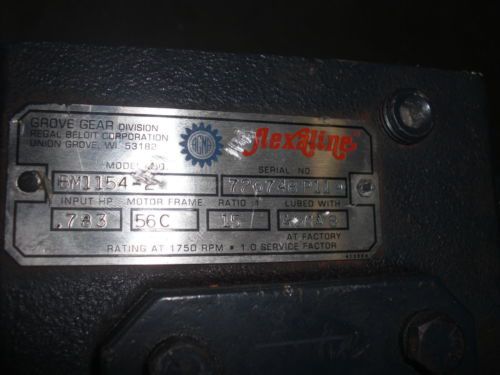 GROVE GEAR DIVISION
REGAL BELOIT CORPORATION
UNION GROVE, WI. 53182
flexaline
MODEL NO. SERIAL NO.
BM1154-2
INPUT HP MOTOR FRAME RATIO LUBED WITH
.783 56C 15
AT FACTORY
RATING AT 1750 RPM • 1.0 SERVICE FACTOR